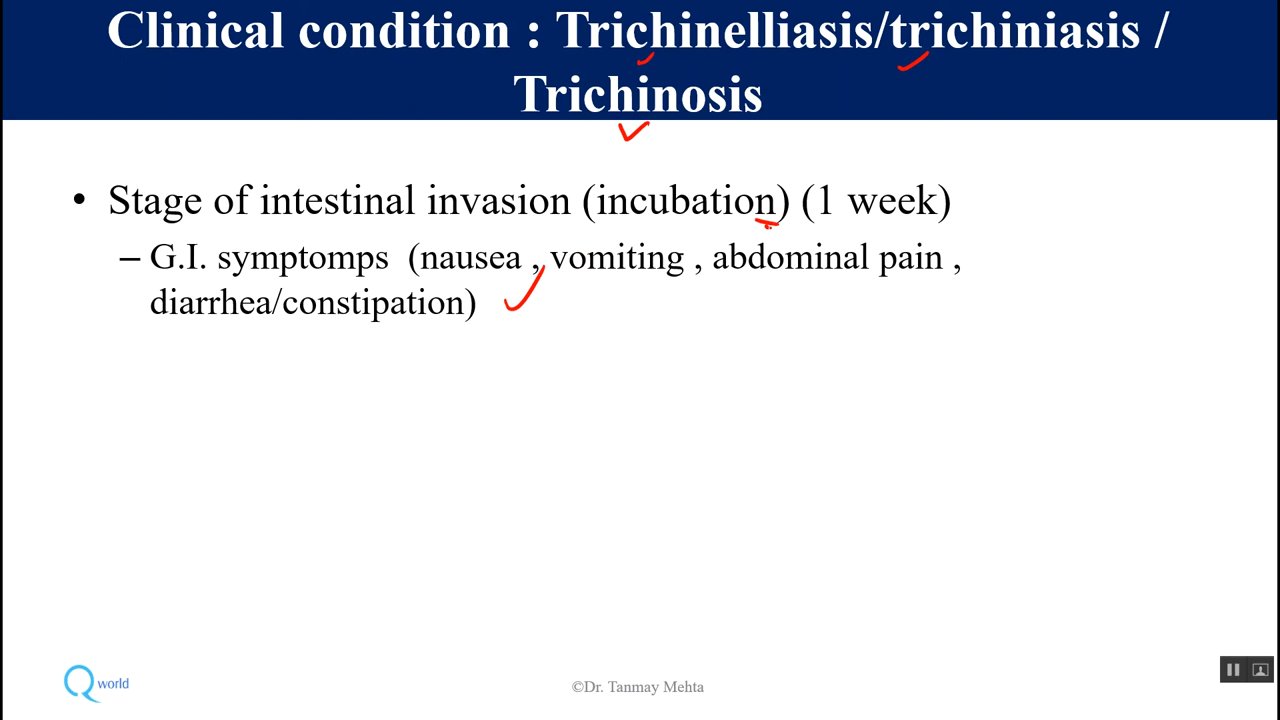 Clinical condition : Trichinelliasis/trichiniasis /
Trichinosis
• Stage of intestinal invasion (incubation) (1 week)
– G.I. symptomps (nausea , vomiting , abdominal pain ,
diarrhea/constipation)
Q world
©Dr. Tanmay Mehta